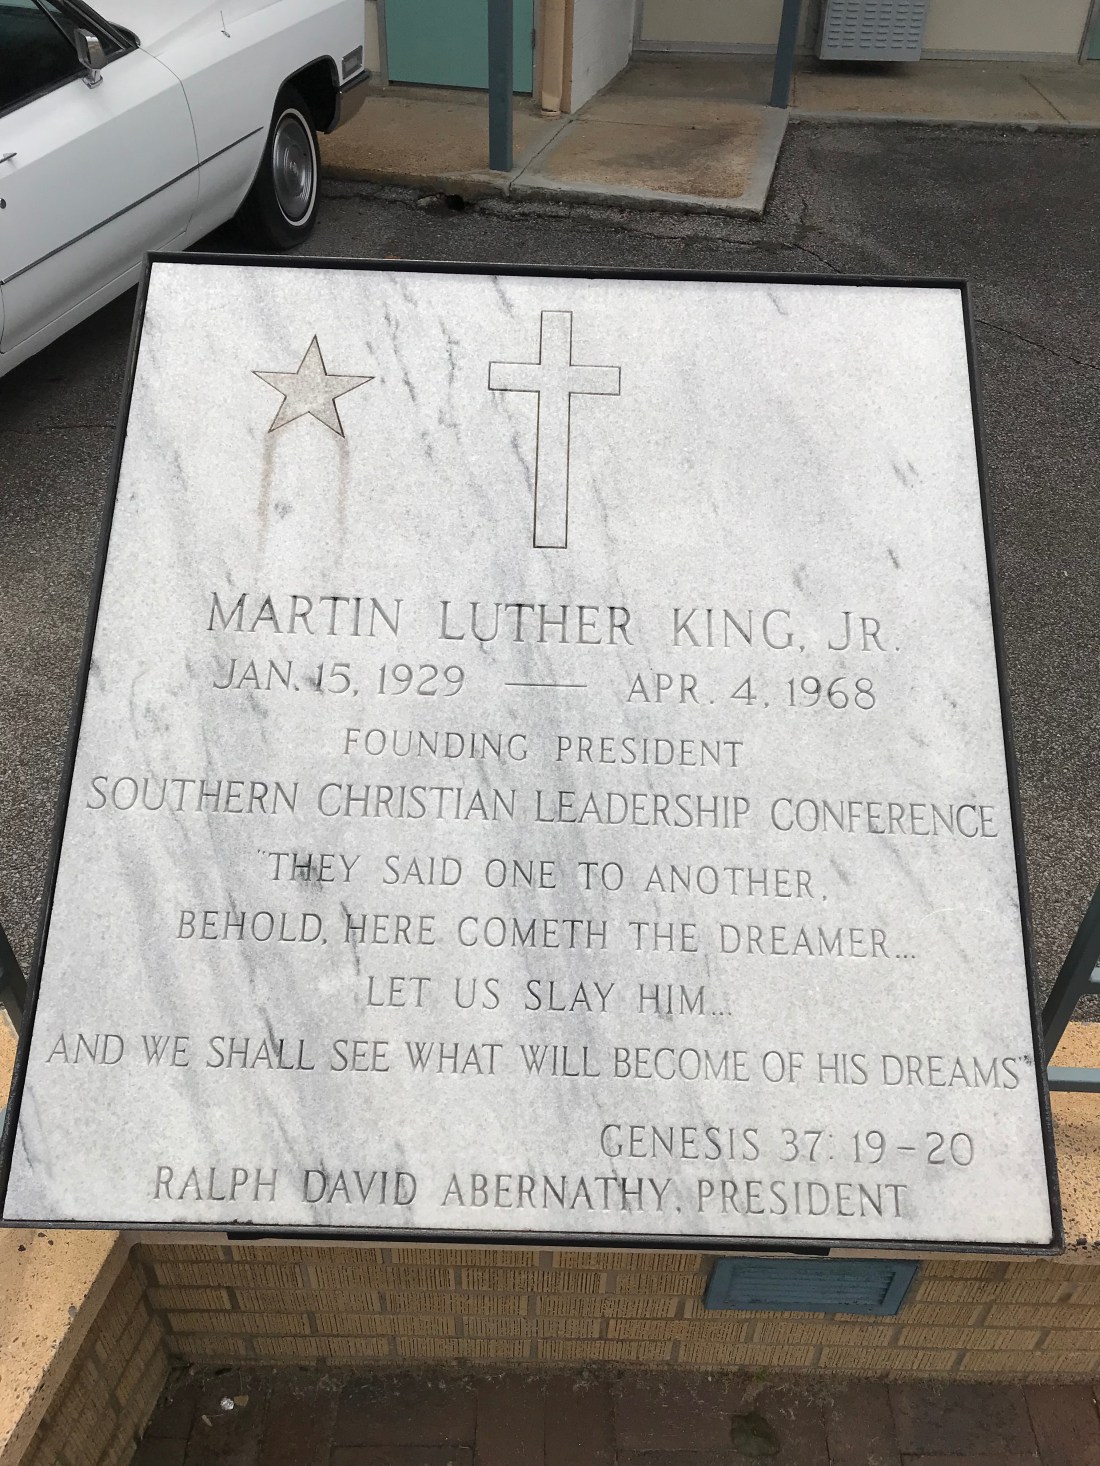 MARTIN LUTHER KING, JR.
JAN. 15, 1929 — APR. 4, 1968
FOUNDING PRESIDENT
SOUTHERN CHRISTIAN LEADERSHIP CONFERENCE
"THEY SAID ONE TO ANOTHER,
BEHOLD, HERE COMETH THE DREAMER...
LET US SLAY HIM...
AND WE SHALL SEE WHAT WILL BECOME OF HIS DREAMS"
GENESIS 37: 19-20
RALPH DAVID ABERNATHY, PRESIDENT